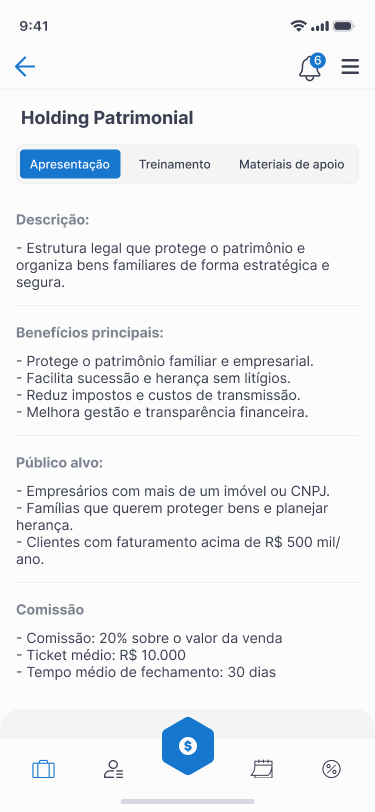 9:41
6
Holding Patrimonial
Apresentação Treinamento Materiais de apoio
Descrição:
- Estrutura legal que protege o patrimônio e
organiza bens familiares de forma estratégica e
segura.
Benefícios principais:
- Protege o patrimônio familiar e empresarial.
- Facilita sucessão e herança sem litígios.
- Reduz impostos e custos de transmissão.
- Melhora gestão e transparência financeira.
Público alvo:
- Empresários com mais de um imóvel ou CNPJ.
- Famílias que querem proteger bens e planejar
herança.
- Clientes com faturamento acima de R$ 500 mil/
ano.
Comissão
- Comissão: 20% sobre o valor da venda
- Ticket médio: R$ 10.000
- Tempo médio de fechamento: 30 dias